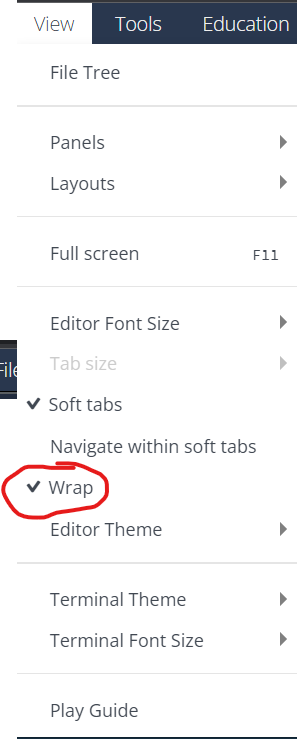 View Tools Education
File Tree
Panels
Layouts
Full screen F11
Editor Font Size
Tab size
File
Soft tabs
Navigate within soft tabs
Wrap
Editor Theme
Terminal Theme
Terminal Font Size
Play Guide